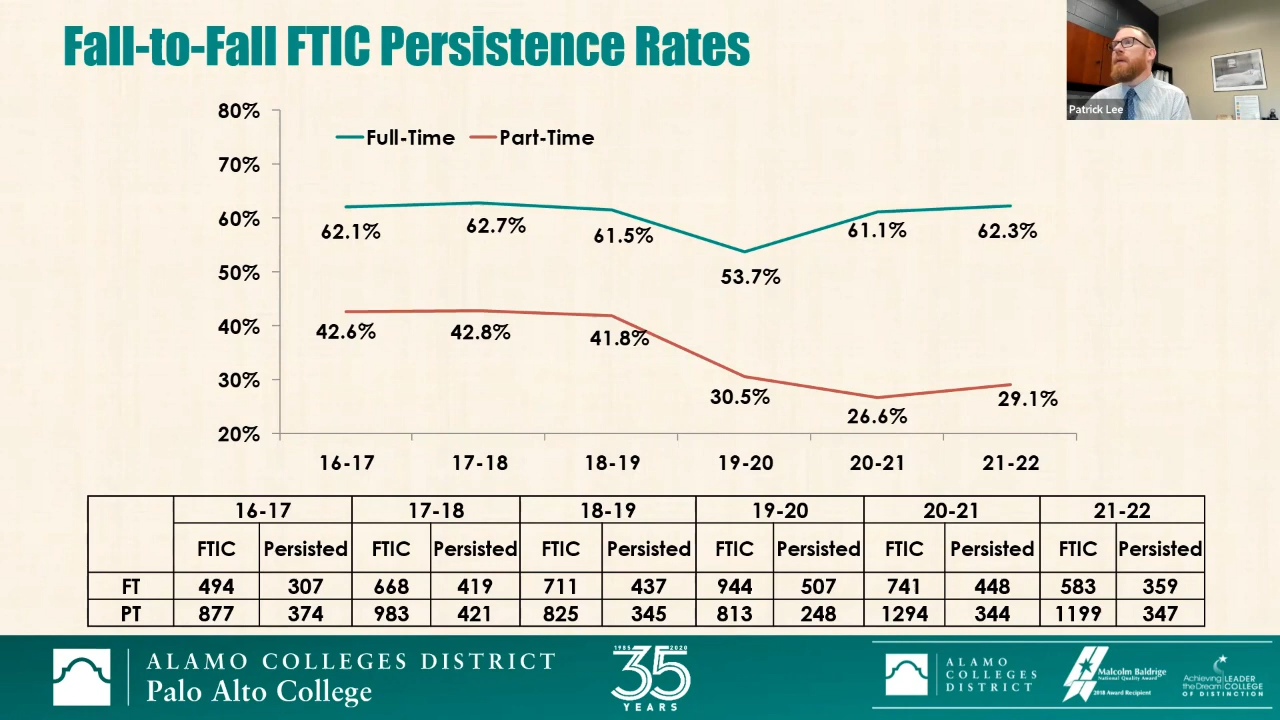 Fall-to-Fall FTIC Persistence Rates
Patrick Lee
80%
70%
60%
50%
40%
30%
20%
Full-Time Part-Time
62.1% 62.7% 61.5% 53.7% 61.1% 62.3%
42.6% 42.8% 41.8% 30.5% 26.6% 29.1%
16-17 17-18 18-19 19-20 20-21 21-22
16-17 17-18 18-19 19-20 20-21 21-22
FTIC Persisted FTIC Persisted FTIC Persisted FTIC Persisted FTIC Persisted FTIC Persisted
FT 494 307 668 419 711 437 944 507 741 448 583 359
PT 877 374 983 421 825 345 813 248 1294 344 1199 347
ALAMO COLLEGES DISTRICT
Palo Alto College
1985 2020
35
YEARS
ALAMO
COLLEGES
DISTRICT
Malcolm Baldrige
National Quality Award
2018 Award Recipient
Achieving the Dream
LEADER COLLEGE
OF DISTINCTION